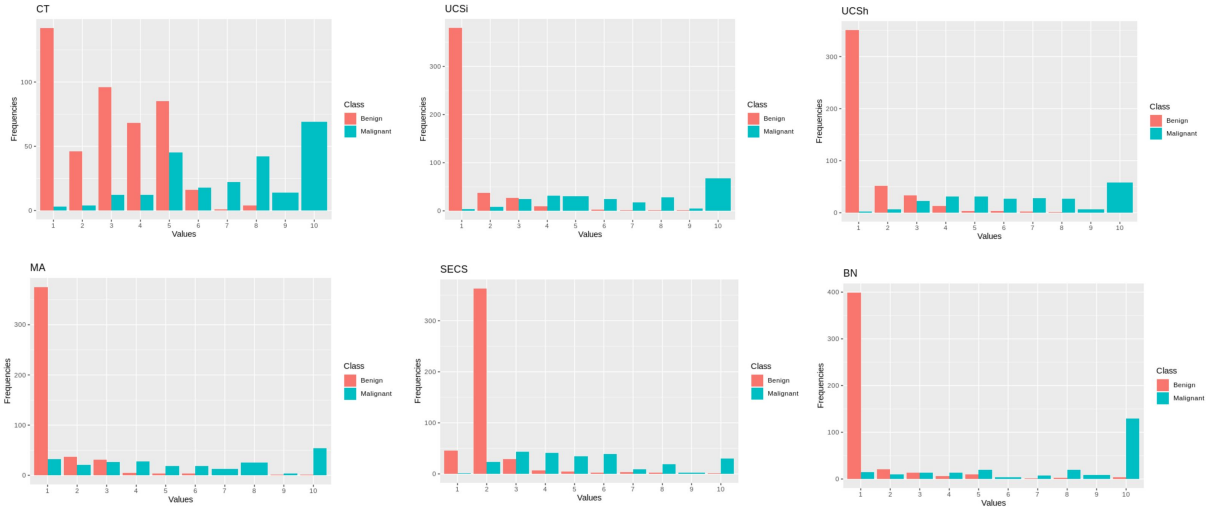 CT
Frequencies
100
50
0
1 2 3 4 5 6 7 8 9 10
Values
Class
Benign
Malignant
UCSi
Frequencies
300
200
100
0
1 2 3 4 5 6 7 8 9 10
Values
Class
Benign
Malignant
UCSh
Frequencies
300
200
100
0
1 2 3 4 5 6 7 8 9 10
Values
Class
Benign
Malignant
MA
Frequencies
300
200
100
0
1 2 3 4 5 6 7 8 9 10
Values
Class
Benign
Malignant
SECS
Frequencies
300
200
100
0
1 2 3 4 5 6 7 8 9 10
Values
Class
Benign
Malignant
BN
Frequencies
400
300
200
100
0
1 2 3 4 5 6 7 8 9 10
Values
Class
Benign
Malignant